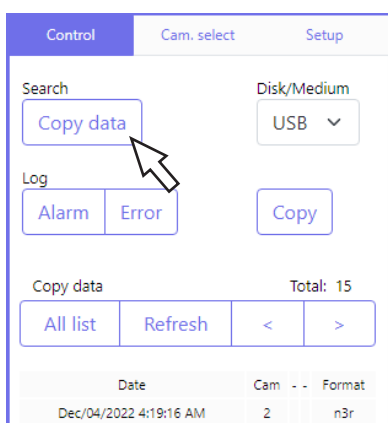 Control Cam. select Setup
Search Disk/Medium
Copy data USB
Log
Alarm Error Copy
Copy data Total: 15
All list Refresh < >
Date Cam - - Format
Dec/04/2022 4:19:16 AM 2 n3r